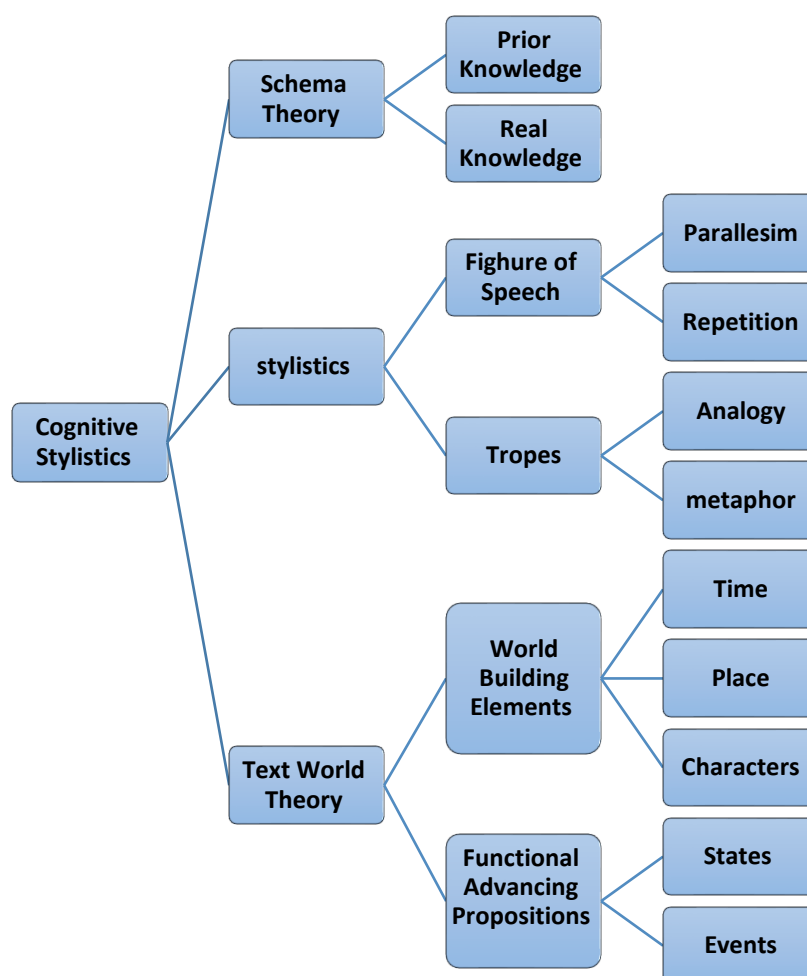 Cognitive
Stylistics
Schema
Theory
Prior
Knowledge
Real
Knowledge
stylistics
Fighure of
Speech
Parallesim
Repetition
Tropes
Analogy
metaphor
Text World
Theory
World
Building
Elements
Time
Place
Characters
Functional
Advancing
Propositions
States
Events